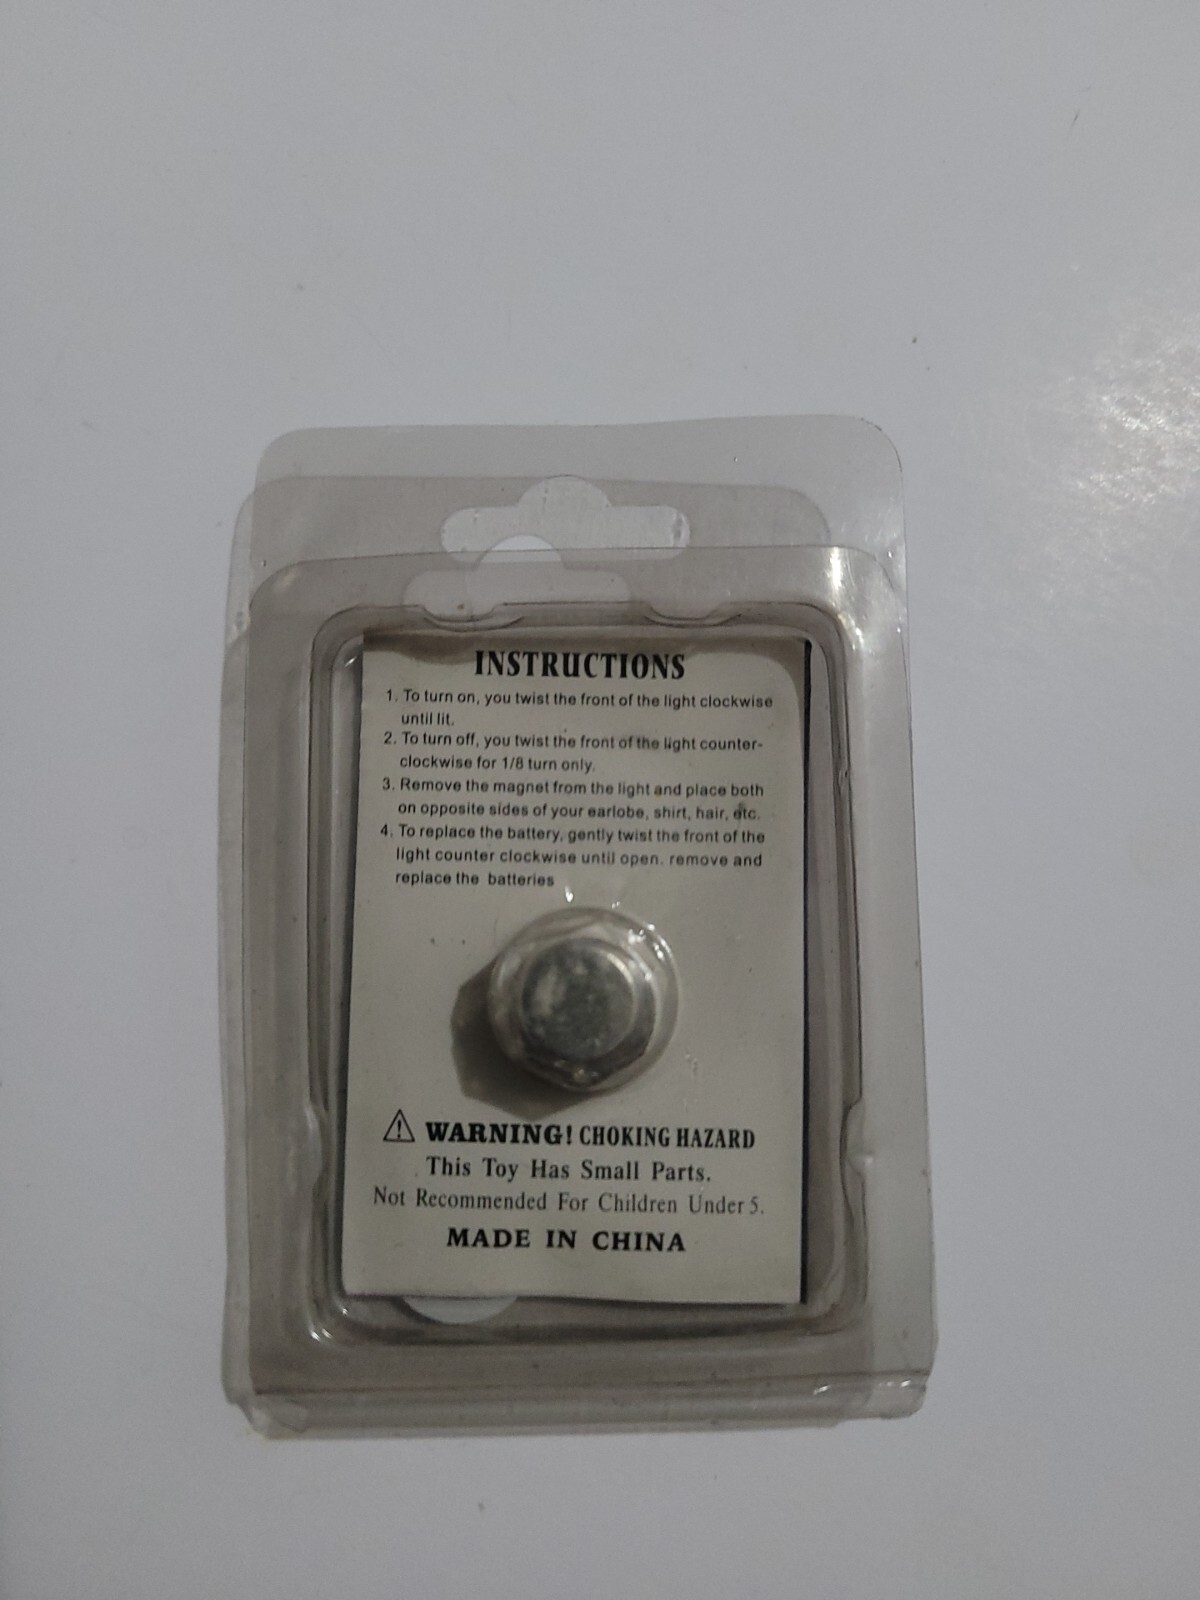 INSTRUCTIONS
1. To turn on, you twist the front of the light clockwise
until lit.
2. To turn off, you twist the front of the light counter-
clockwise for 1/8 turn only.
3. Remove the magnet from the light and place both
on opposite sides of your earlobe, shirt, hair, etc.
4. To replace the battery, gently twist the front of the
light counter clockwise until open. remove and
replace the batteries
WARNING! CHOKING HAZARD
This Toy Has Small Parts.
Not Recommended For Children Under 5.
MADE IN CHINA